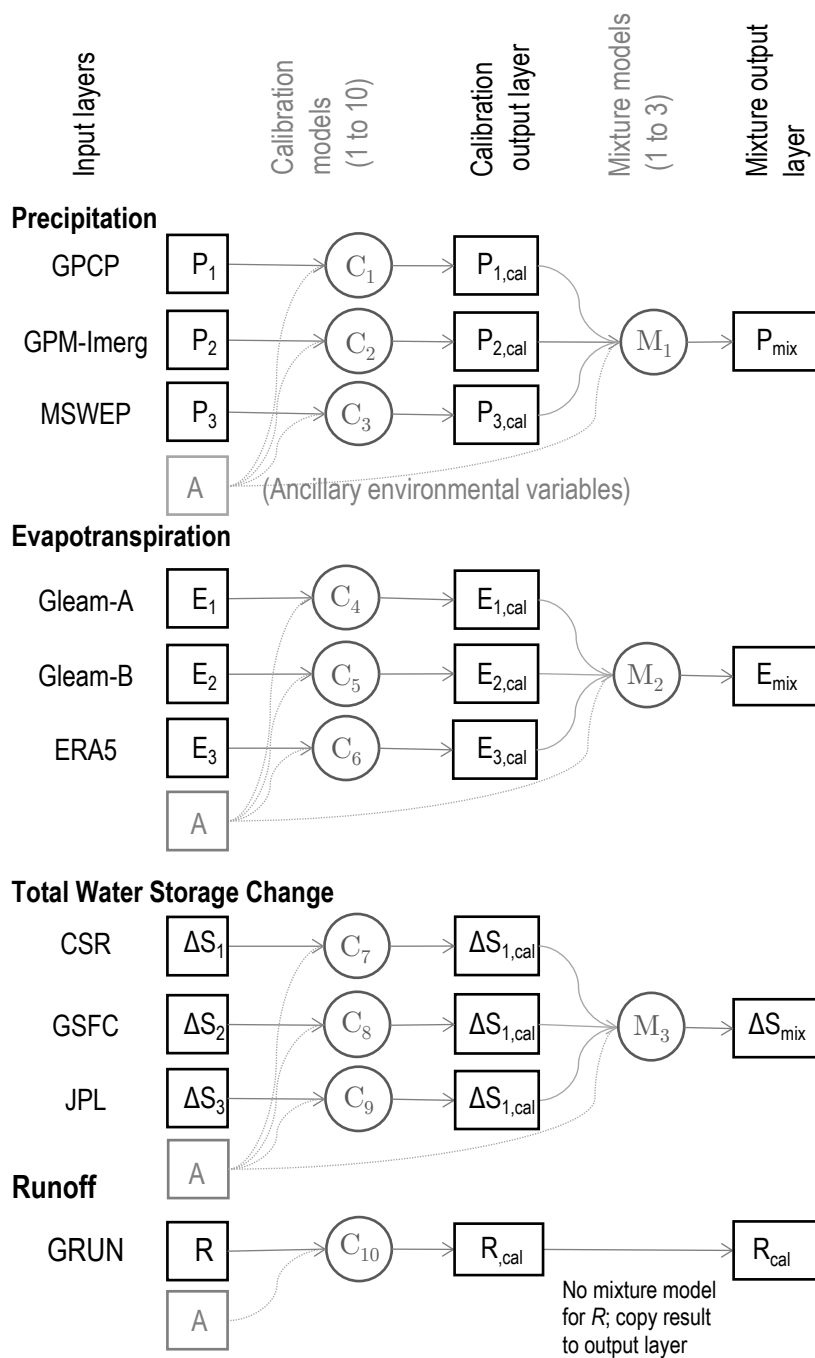 Input layers
Calibration
models
(1 to 10)
Calibration
output layer
Mixture models
(1 to 3)
Mixture output
layer
Precipitation
GPCP P1 C1 P1,cal
GPM-Imerg P2 C2 P2,cal M1 Pmix
MSWEP P3 C3 P3,cal
A (Ancillary environmental variables)
Evapotranspiration
Gleam-A E1 C4 E1,cal
Gleam-B E2 C5 E2,cal M2 Emix
ERA5 E3 C6 E3,cal
A
Total Water Storage Change
CSR ΔS1 C7 ΔS1,cal
GSFC ΔS2 C8 ΔS1,cal M3 ΔSmix
JPL ΔS3 C9 ΔS1,cal
A
Runoff
GRUN R C10 R,cal Rcal
A
No mixture model
for R; copy result
to output layer